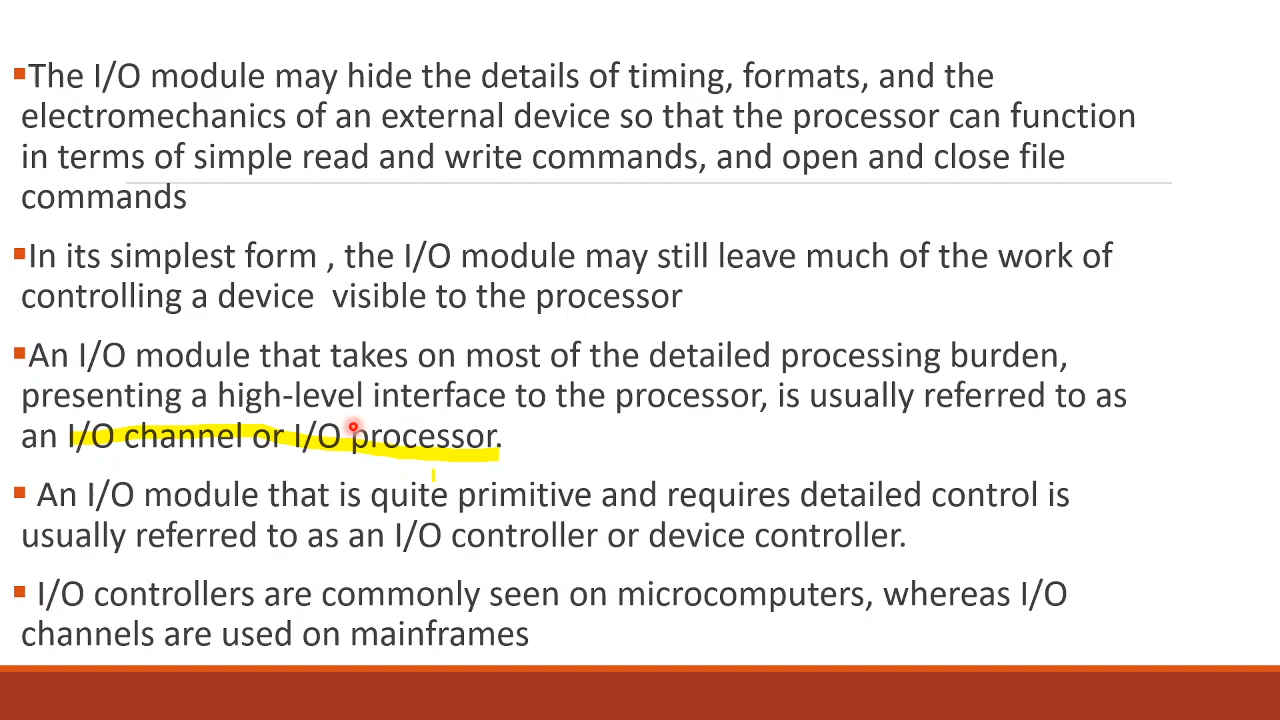 ▪The I/O module may hide the details of timing, formats, and the
electromechanics of an external device so that the processor can function
in terms of simple read and write commands, and open and close file
commands
▪In its simplest form , the I/O module may still leave much of the work of
controlling a device  visible to the processor
▪An I/O module that takes on most of the detailed processing burden,
presenting a high-level interface to the processor, is usually referred to as
an I/O channel or I/O processor.
▪ An I/O module that is quite primitive and requires detailed control is
usually referred to as an I/O controller or device controller.
▪ I/O controllers are commonly seen on microcomputers, whereas I/O
channels are used on mainframes